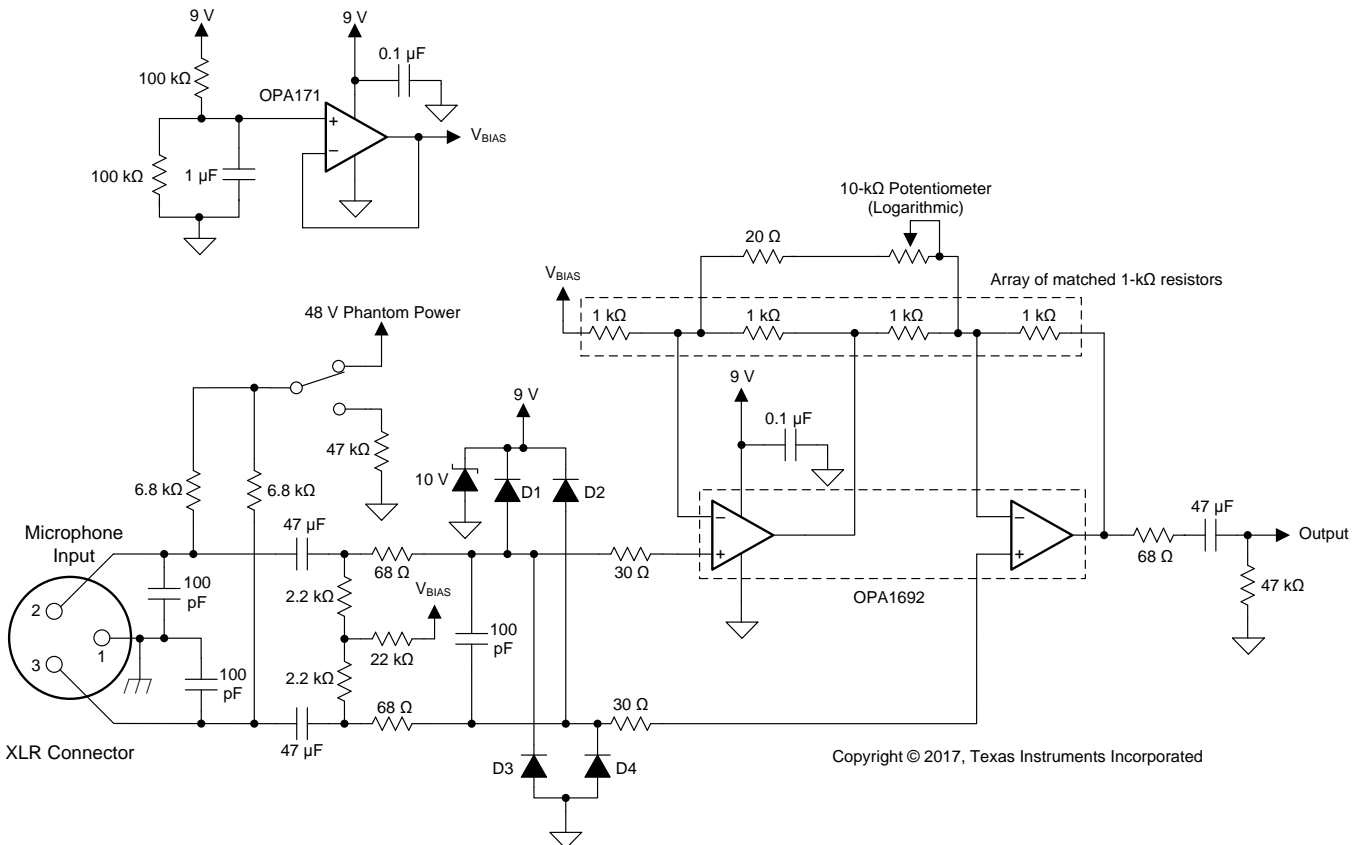 9 V
9 V
0.1 µF
100 kΩ
OPA171
+
−
V_BIAS
100 kΩ
1 µF
10-kΩ Potentiometer
(Logarithmic)
20 Ω
V_BIAS
Array of matched 1-kΩ resistors
1 kΩ
1 kΩ
1 kΩ
1 kΩ
48 V Phantom Power
9 V
9 V
0.1 µF
47 kΩ
10 V
D1
D2
6.8 kΩ
6.8 kΩ
Microphone
Input
47 µF
68 Ω
30 Ω
−
+
−
+
OPA1692
47 µF
68 Ω
Output
47 kΩ
100
pF
2
1
3
2.2 kΩ
V_BIAS
22 kΩ
100
pF
100
pF
2.2 kΩ
68 Ω
30 Ω
47 µF
XLR Connector
D3
D4
Copyright © 2017, Texas Instruments Incorporated